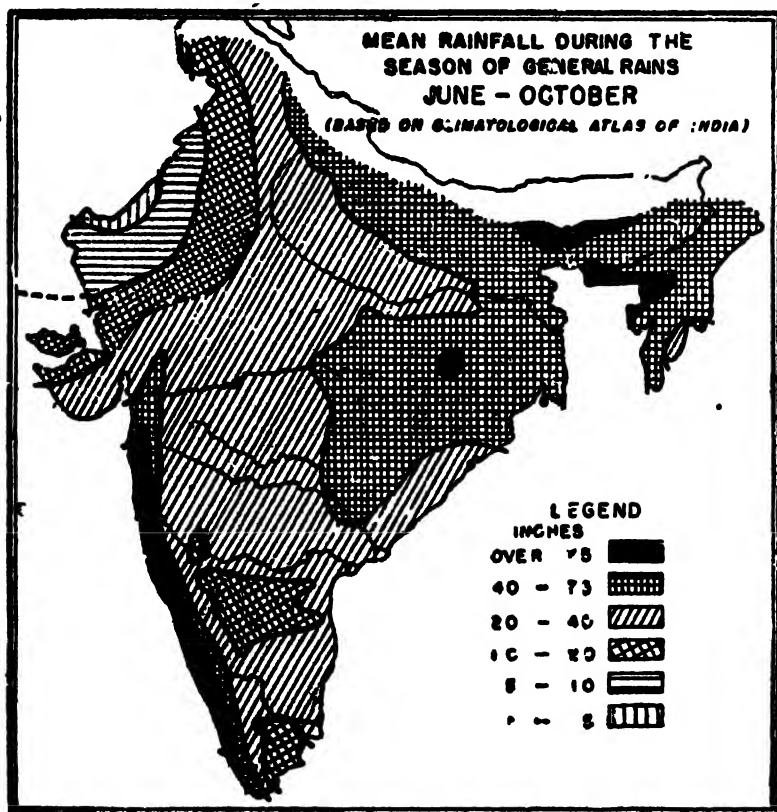 MEAN RAINFALL DURING THE
SEASON OF GENERAL RAINS
JUNE – OCTOBER
(BASED ON CLIMATOLOGICAL ATLAS OF INDIA)
LEGEND
INCHES
OVER 75
40 – 75
20 – 40
10 – 20
5 – 10